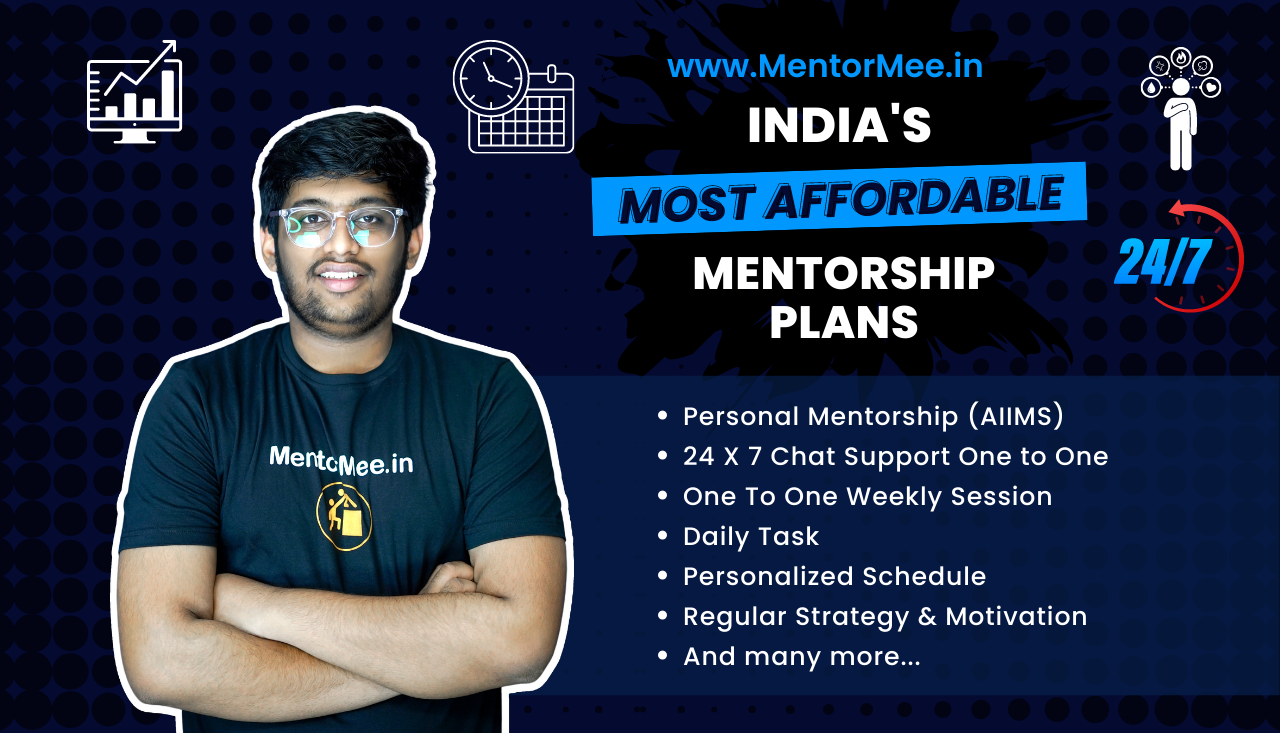 www.MentorMee.in
INDIA'S
MOST AFFORDABLE
MENTORSHIP
PLANS
24/7
MentorMee.in
• Personal Mentorship (AIIMS)
• 24 X 7 Chat Support One to One
• One To One Weekly Session
• Daily Task
• Personalized Schedule
• Regular Strategy & Motivation
• And many more...